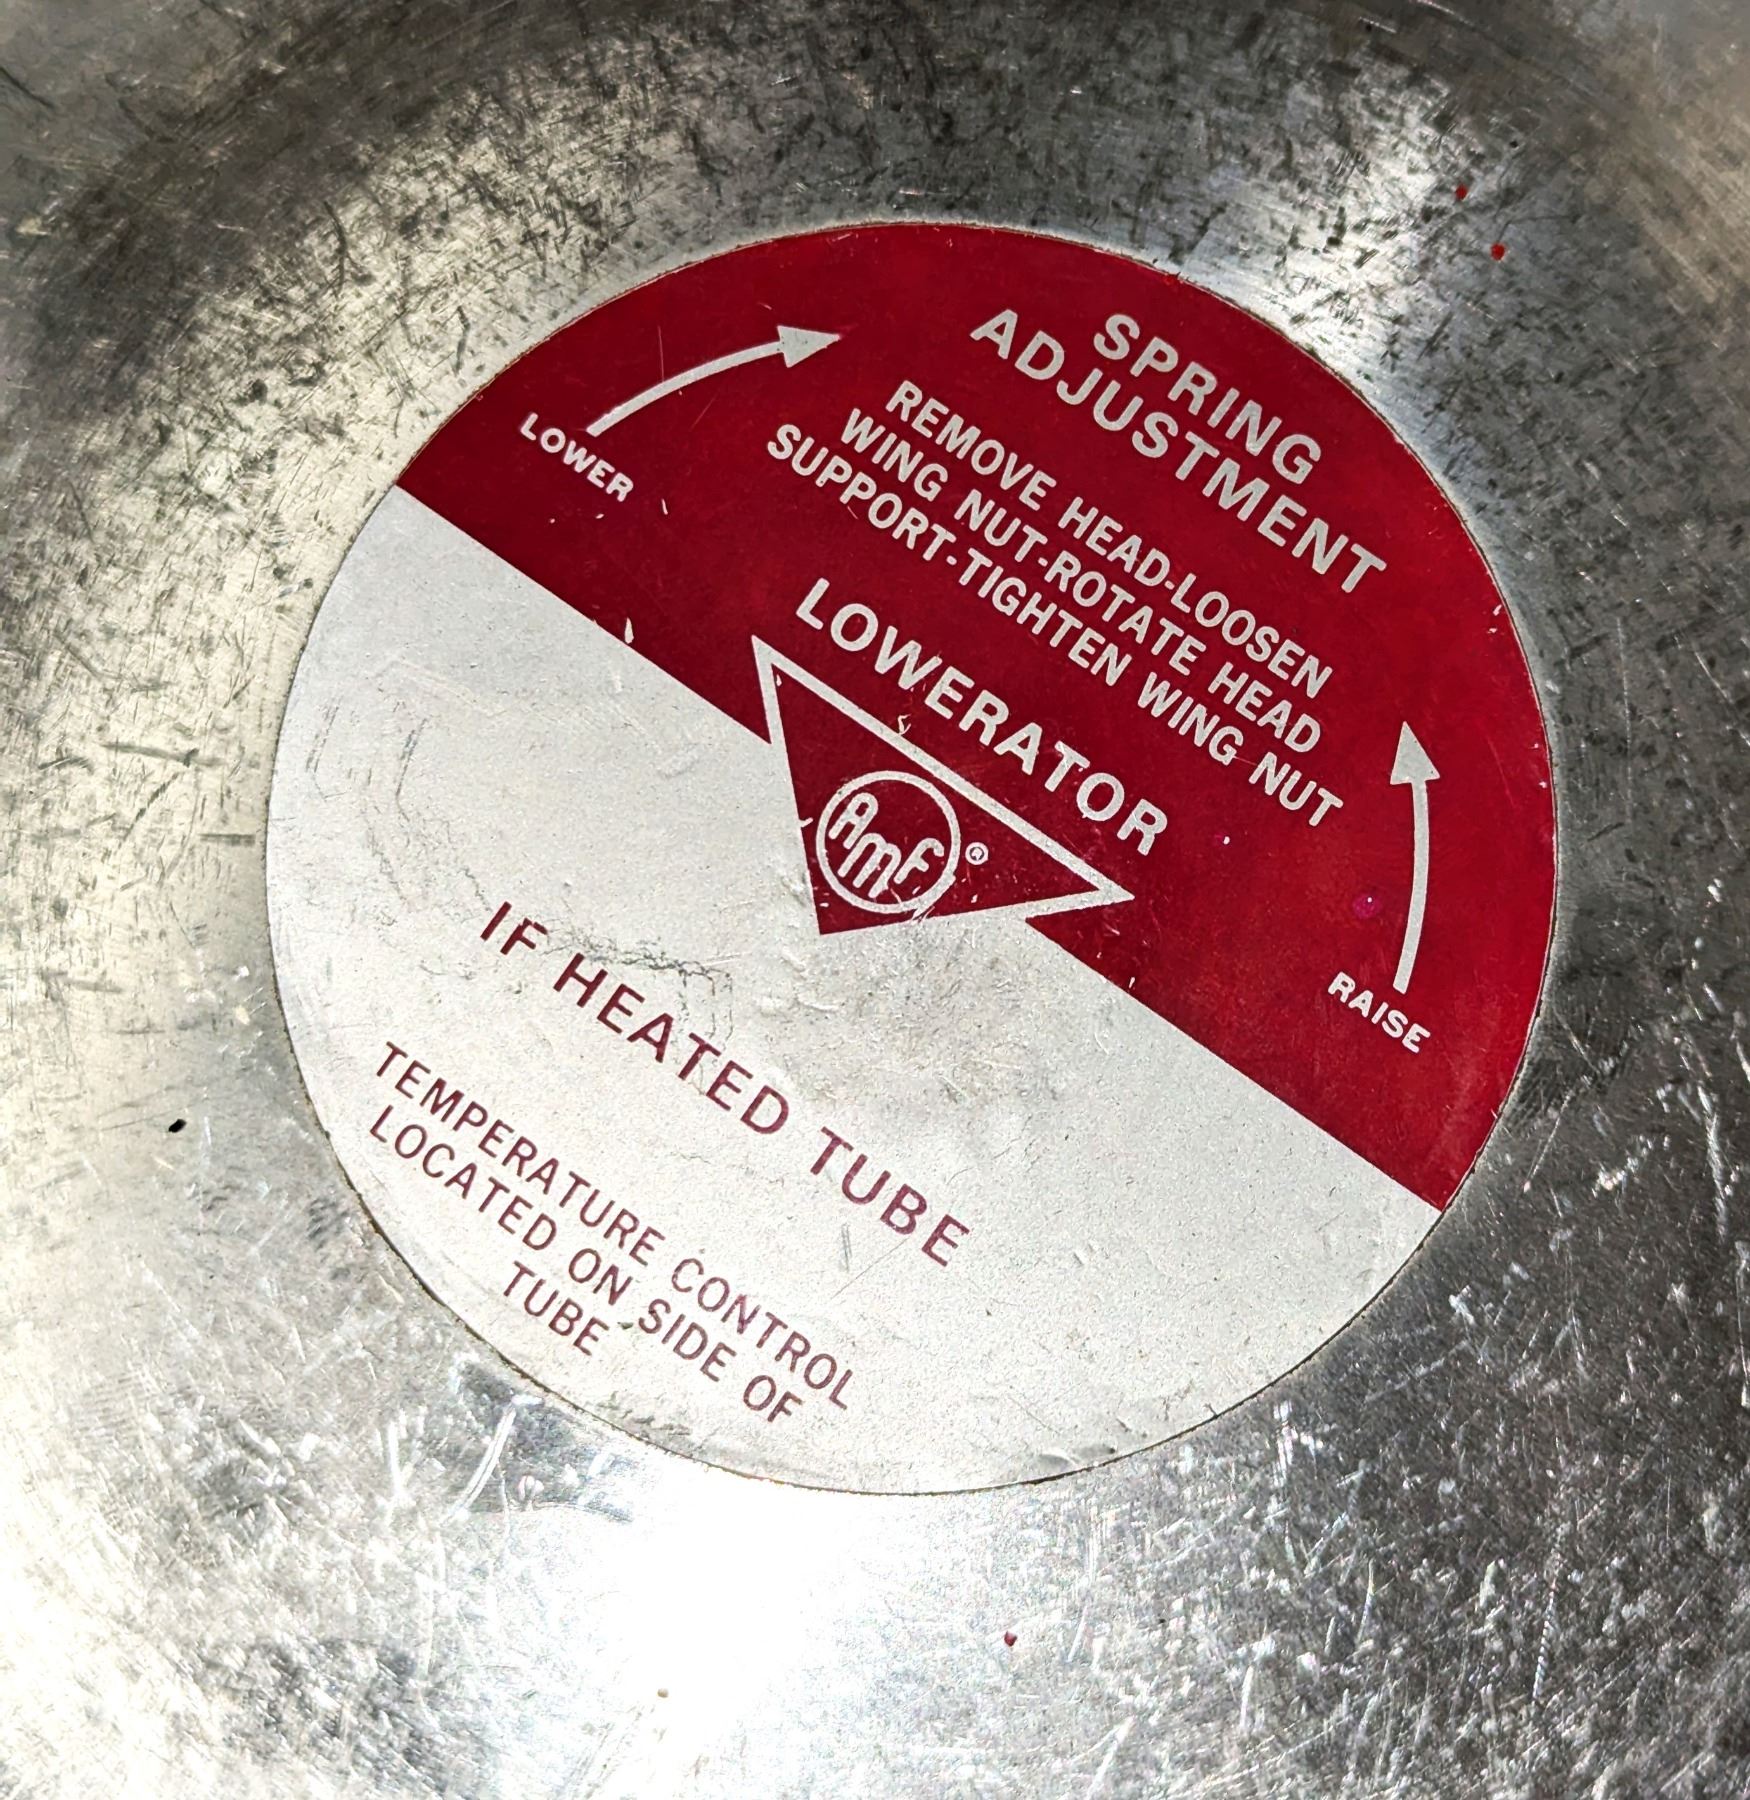 SPRING
ADJUSTMENT
REMOVE HEAD-LOOSEN
WING NUT-ROTATE HEAD
SUPPORT-TIGHTEN WING NUT
LOWER
RAISE
LOWERATOR
AMF ®
IF HEATED TUBE
TEMPERATURE CONTROL
LOCATED ON SIDE OF
TUBE